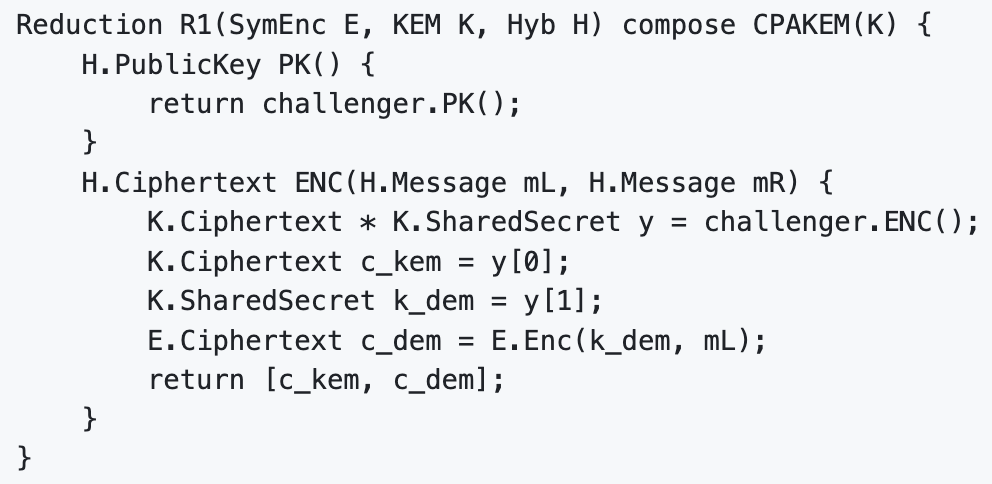 Reduction R1(SymEnc E, KEM K, Hyb H) compose CPAKEM(K) {
    H.PublicKey PK() {
        return challenger.PK();
    }
    H.Ciphertext ENC(H.Message mL, H.Message mR) {
        K.Ciphertext * K.SharedSecret y = challenger.ENC();
        K.Ciphertext c_kem = y[0];
        K.SharedSecret k_dem = y[1];
        E.Ciphertext c_dem = E.Enc(k_dem, mL);
        return [c_kem, c_dem];
    }
}